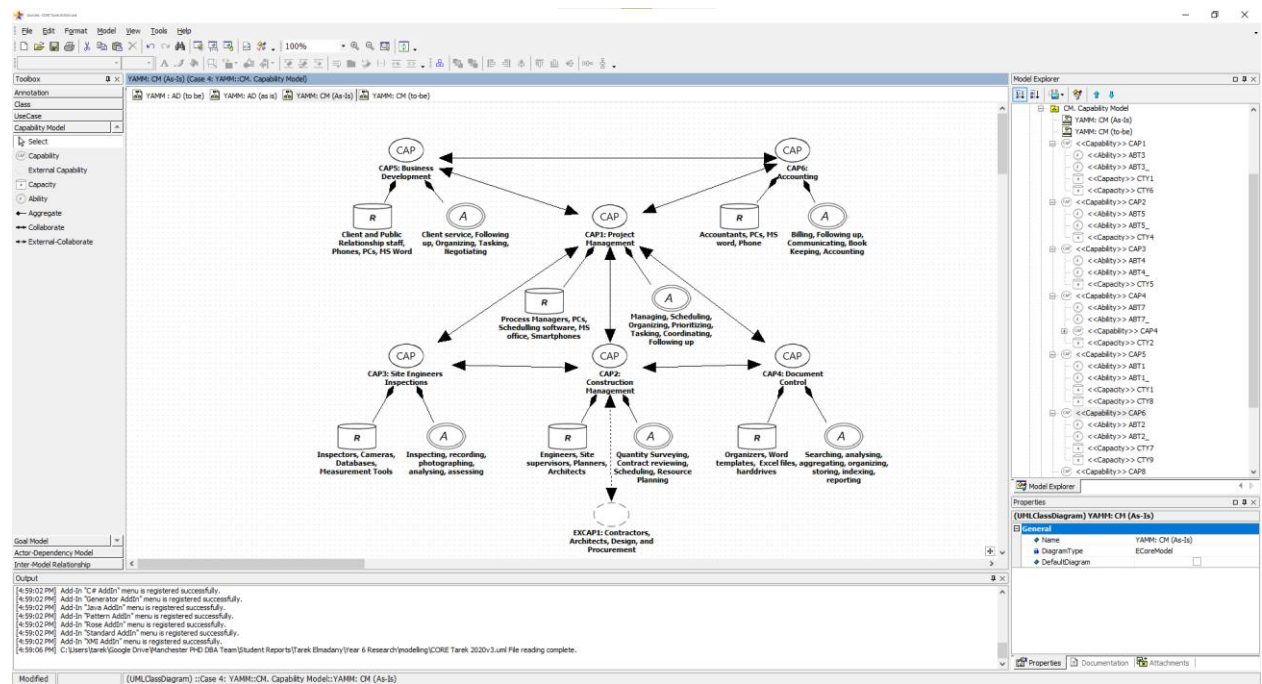 File Edit Format Model View Tools Help
100%
Toolbox
Annotation
Class
UseCase
Capability Model
Select
Capability
External Capability
Capacity
Ability
Aggregate
Collaborate
External-Collaborate
Goal Model
Actor-Dependency Model
Inter-Model Relationship
YAMM: CM (As-Is) (Case 4: YAMM::CM. Capability Model)
YAMM : AD (to be) YAMM: AD (as is) YAMM: CM (As-Is) YAMM: CM (to-be)
CAP
CAP5: Business
Development
CAP
CAP6:
Accounting
R
Client and Public
Relationship staff,
Phones, PCs, MS Word
A
Client service, Following
up, Organizing, Tasking,
Negotiating
CAP
CAP1: Project
Management
R
Accountants, PCs, MS
word, Phone
A
Billing, Following up,
Communicating, Book
Keeping, Accounting
R
Process Managers, PCs,
Schedulling software, MS
office, Smartphones
A
Managing, Scheduling,
Organizing, Prioritizing,
Tasking, Coordinating,
Following up
CAP
CAP3: Site Engineers
Inspections
CAP
CAP2:
Construction
Management
CAP
CAP4: Document
Control
R
Inspectors, Cameras,
Databases,
Measurement Tools
A
Inspecting, recording,
photographing,
analysing, assessing
R
Engineers, Site
supervisors, Planners,
Architects
A
Quantity Surveying,
Contract reviewing,
Scheduling, Resource
Planning
R
Organizers, Word
templates, Excel files,
harddrives
A
Searching, analysing,
aggregating, organizing,
storing, indexing,
reporting
EXCAP1: Contractors,
Architects, Design, and
Procurement
Model Explorer
CM. Capability Model
YAMM: CM (As-Is)
YAMM: CM (to-be)
<<Capability>> CAP1
<<Ability>> ABT3
<<Ability>> ABT3_
<<Capacity>> CTY1
<<Capacity>> CTY6
<<Capability>> CAP2
<<Ability>> ABT5
<<Ability>> ABT5_
<<Capacity>> CTY4
<<Capability>> CAP3
<<Ability>> ABT4
<<Ability>> ABT4_
<<Capacity>> CTY5
<<Capability>> CAP4
<<Ability>> ABT7
<<Ability>> ABT7_
<<Capability>> CAP4
<<Capacity>> CTY2
<<Capability>> CAP5
<<Ability>> ABT1
<<Ability>> ABT1_
<<Capacity>> CTY1
<<Capacity>> CTY8
<<Capability>> CAP6
<<Ability>> ABT2
<<Ability>> ABT2_
<<Capacity>> CTY7
<<Capacity>> CTY9
<<Capability>> CAP8
Model Explorer
Properties
(UMLClassDiagram) YAMM: CM (As-Is)
General
Name YAMM: CM (As-Is)
DiagramType ECoreModel
DefaultDiagram
Properties Documentation Attachments
Output
[4:59:02 PM] Add-In "C# AddIn" menu is registered successfully.
[4:59:02 PM] Add-In "Generator AddIn" menu is registered successfully.
[4:59:02 PM] Add-In "Java AddIn" menu is registered successfully.
[4:59:02 PM] Add-In "Pattern AddIn" menu is registered successfully.
[4:59:02 PM] Add-In "Rose AddIn" menu is registered successfully.
[4:59:02 PM] Add-In "Standard AddIn" menu is registered successfully.
[4:59:02 PM] Add-In "XMI AddIn" menu is registered successfully.
[4:59:06 PM] C:\Users\tarek\Google Drive\Manchester PHD DBA Team\Student Reports\Tarek Elmadany\Year 6 Research\modelling\CORE Tarek 2020v3.uml File reading complete.
Modified (UMLClassDiagram) ::Case 4: YAMM::CM. Capability Model::YAMM: CM (As-Is)